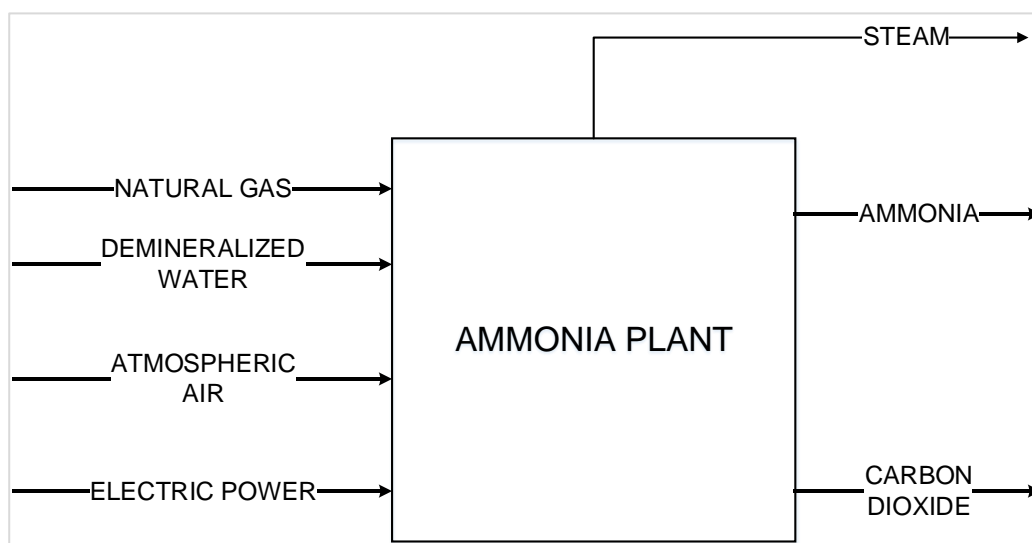 STEAM
NATURAL GAS
AMMONIA
DEMINERALIZED
WATER
AMMONIA PLANT
ATMOSPHERIC
AIR
ELECTRIC POWER
CARBON
DIOXIDE